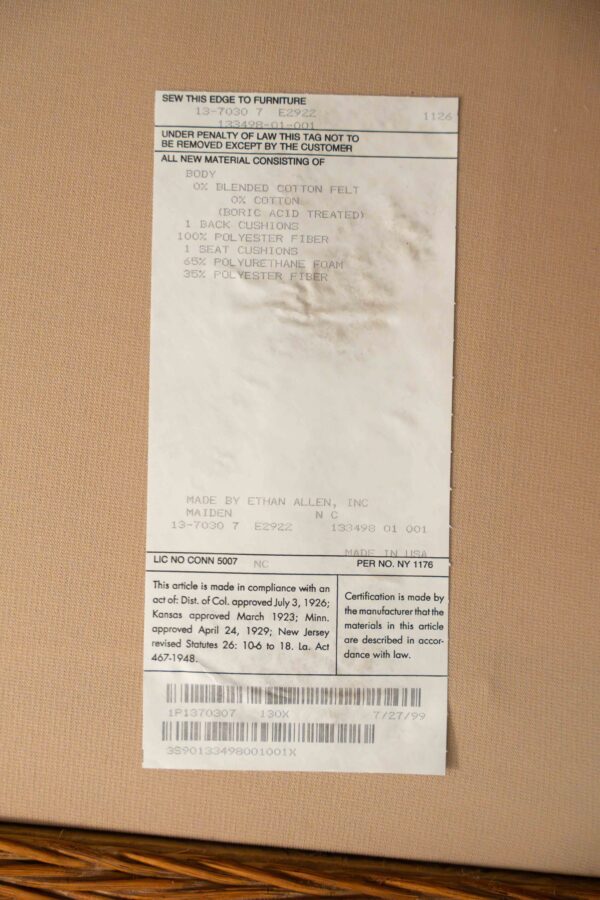 SEW THIS EDGE TO FURNITURE
13-7030 7 E2922 1126
133498-01-001
UNDER PENALTY OF LAW THIS TAG NOT TO
BE REMOVED EXCEPT BY THE CUSTOMER
ALL NEW MATERIAL CONSISTING OF
BODY
0% BLENDED COTTON FELT
0% COTTON
(BORIC ACID TREATED)
1 BACK CUSHIONS
100% POLYESTER FIBER
1 SEAT CUSHIONS
65% POLYURETHANE FOAM
35% POLYESTER FIBER
MADE BY ETHAN ALLEN, INC
MAIDEN N C
13-7030 7 E2922 133498 01 001
MADE IN USA
LIC NO CONN 5007 NC PER NO. NY 1176
This article is made in compliance with an
act of: Dist. of Col. approved July 3, 1926;
Kansas approved March 1923; Minn.
approved April 24, 1929; New Jersey
revised Statutes 26: 10-6 to 18. La. Act
467-1948.
Certification is made by
the manufacturer that the
materials in this article
are described in accor-
dance with law.
1P1370307 130X 7/27/99
3S90133498001001X